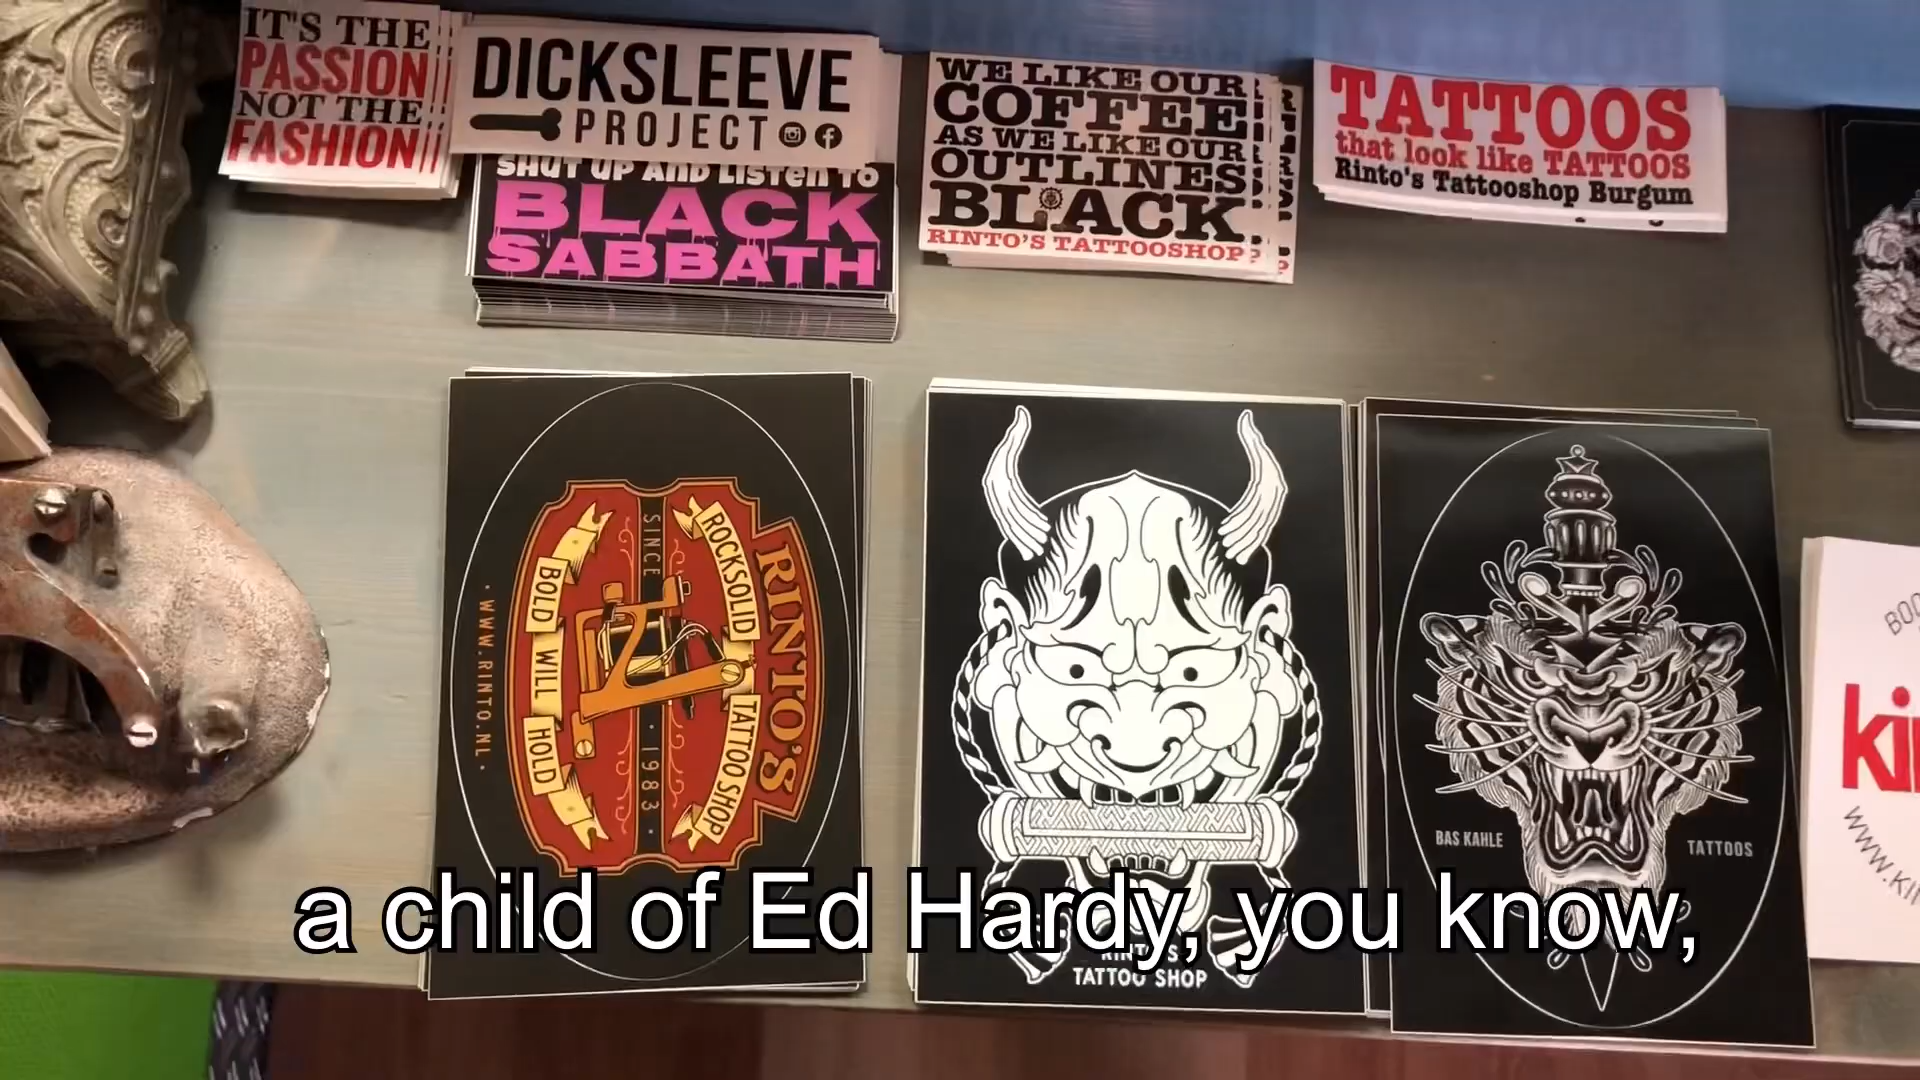 IT'S THE
PASSION
NOT THE
FASHION
DICKSLEEVE
PROJECT
SHUT UP AND LISTEN TO
BLACK
SABBATH
WE LIKE OUR
COFFEE
AS WE LIKE OUR
OUTLINES
BLACK
RINTO'S TATTOOSHOP
TATTOOS
that look like TATTOOS
Rinto's Tattooshop Burgum
RINTO'S
ROCKSOLID
TATTOO SHOP
SINCE
· 1983 ·
BOLD WILL HOLD
· WWW.RINTO.NL ·
RINTO'S
TATTOO SHOP
BAS KAHLE
TATTOOS
a child of Ed Hardy, you know,